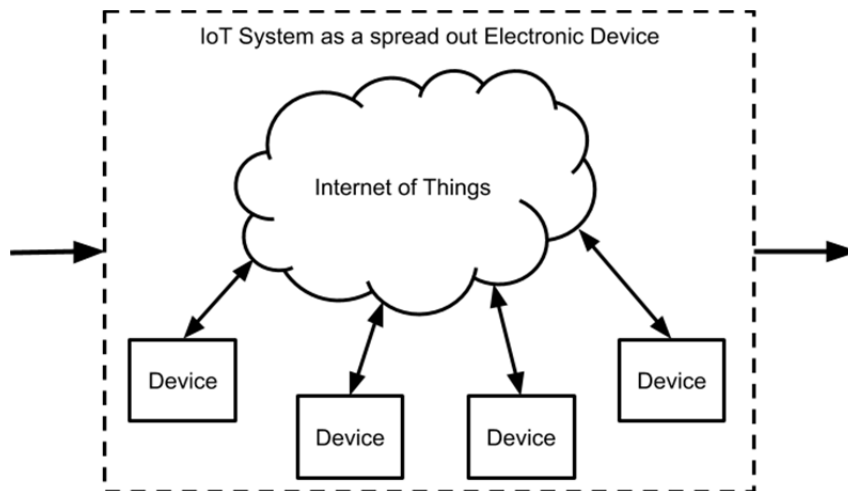 IoT System as a spread out Electronic Device
Internet of Things
Device
Device
Device
Device